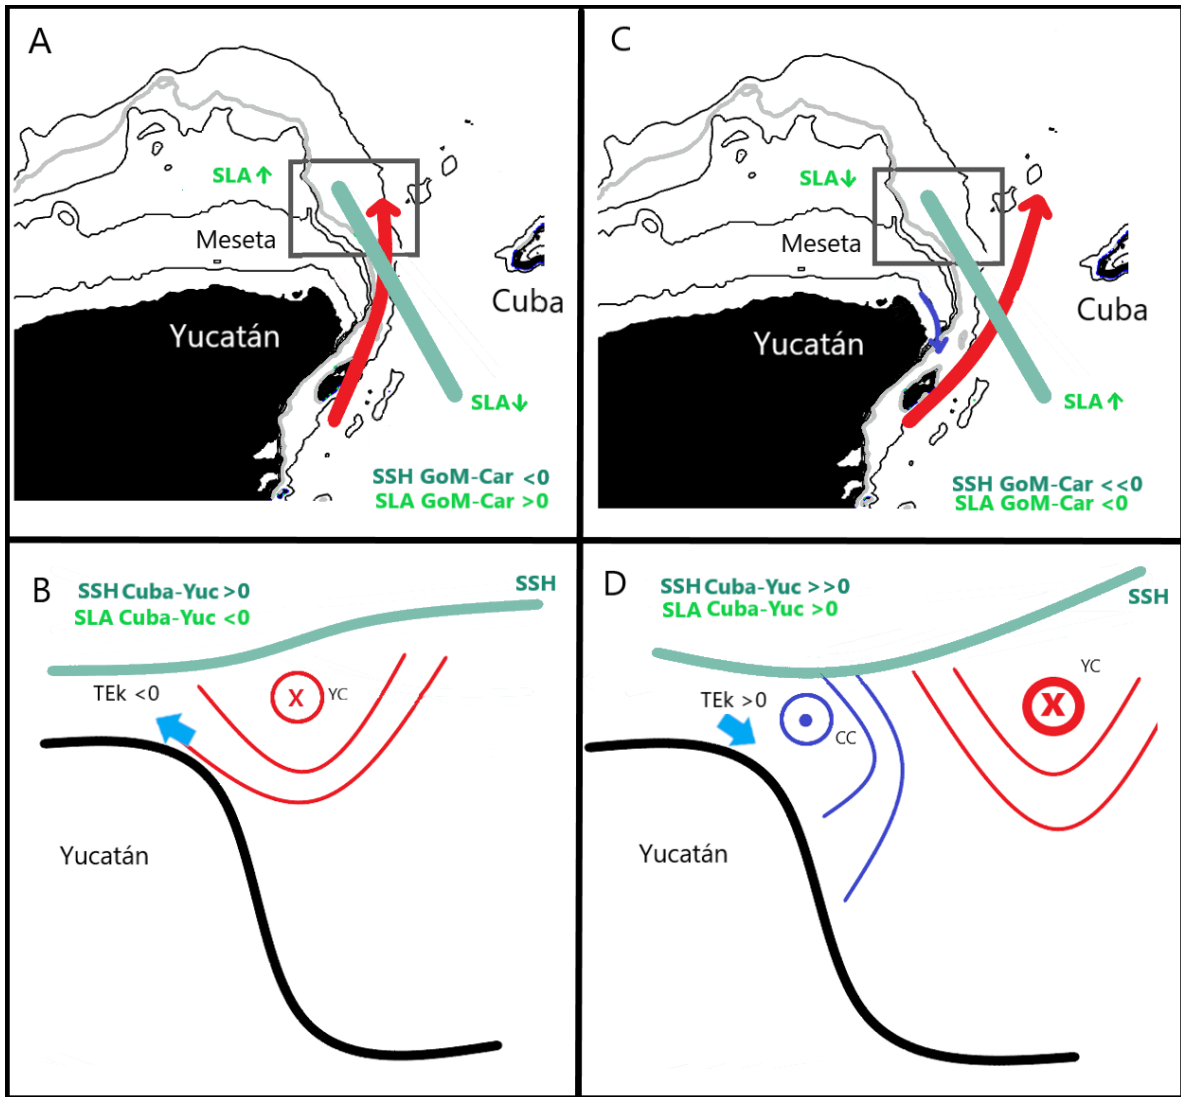 A
SLA ↑
Meseta
Yucatán
Cuba
SLA ↓
SSH GoM-Car <0
SLA GoM-Car >0
C
SLA ↓
Meseta
Yucatán
Cuba
SLA ↑
SSH GoM-Car <<0
SLA GoM-Car <0
B
SSH Cuba-Yuc >0
SLA Cuba-Yuc <0
SSH
TEk <0
X
YC
Yucatán
D
SSH Cuba-Yuc >>0
SLA Cuba-Yuc >0
SSH
TEk >0
CC
X
YC
Yucatán